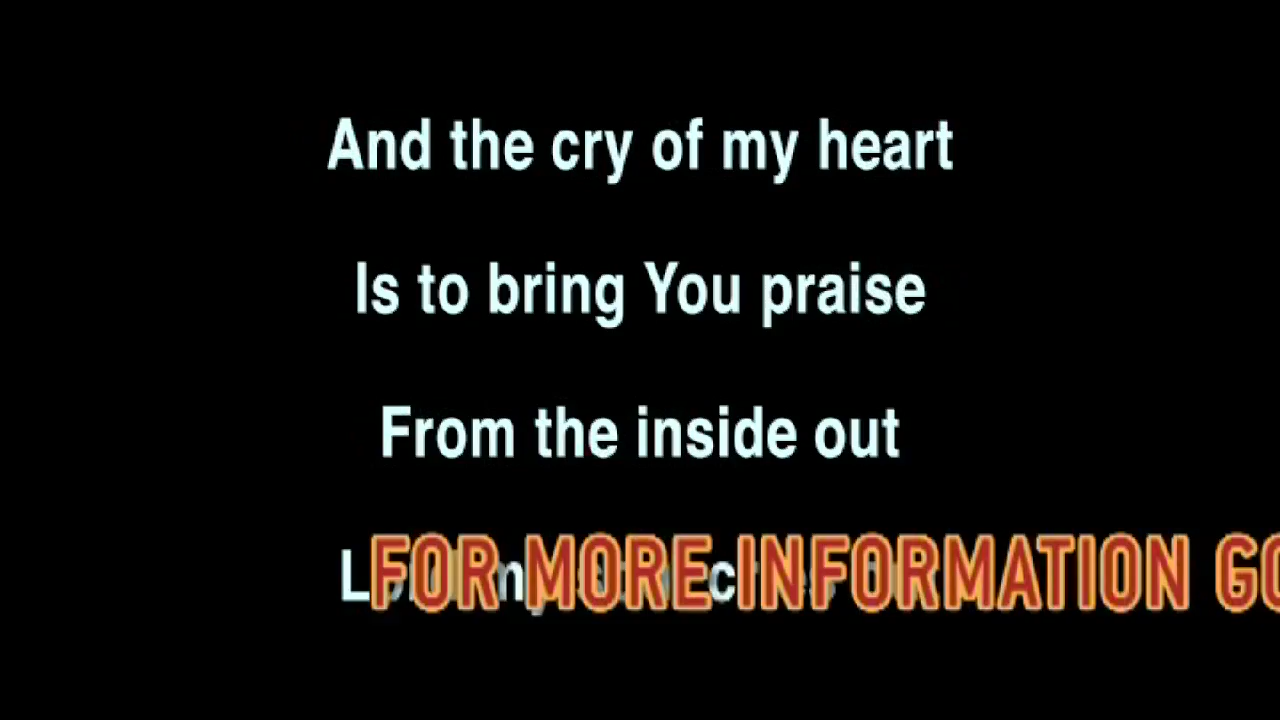 And the cry of my heart
Is to bring You praise
From the inside out
FOR MORE INFORMATION GO